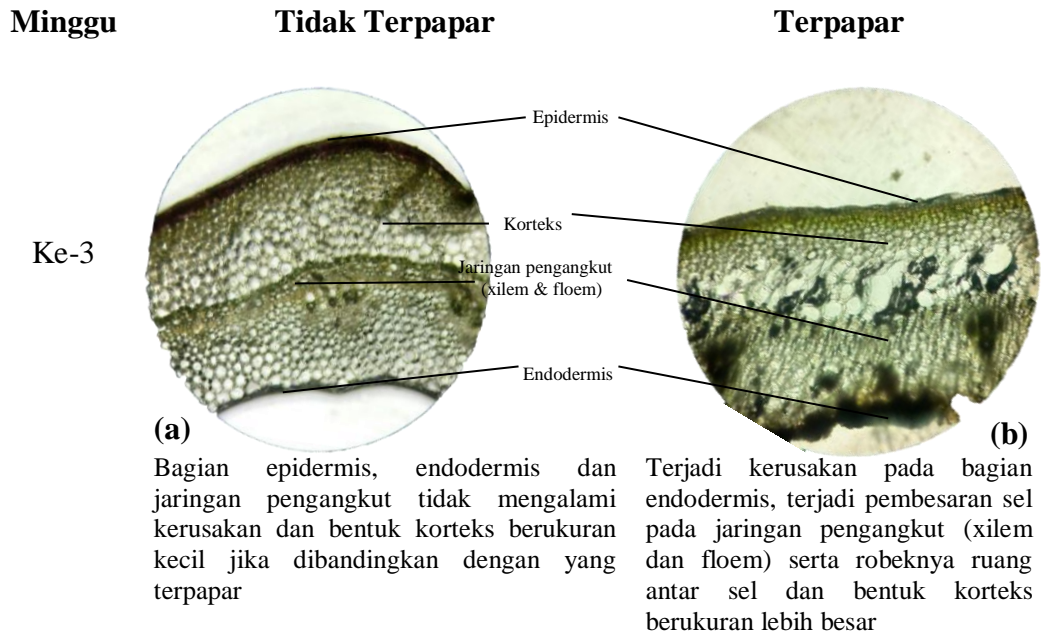 Minggu Tidak Terpapar Terpapar
Epidermis
Korteks
Ke-3
Jaringan pengangkut
(xilem & floem)
Endodermis
(a)
(b)
Bagian epidermis, endodermis dan
jaringan pengangkut tidak mengalami
kerusakan dan bentuk korteks berukuran
kecil jika dibandingkan dengan yang
terpapar
Terjadi kerusakan pada bagian
endodermis, terjadi pembesaran sel
pada jaringan pengangkut (xilem
dan floem) serta robeknya ruang
antar sel dan bentuk korteks
berukuran lebih besar